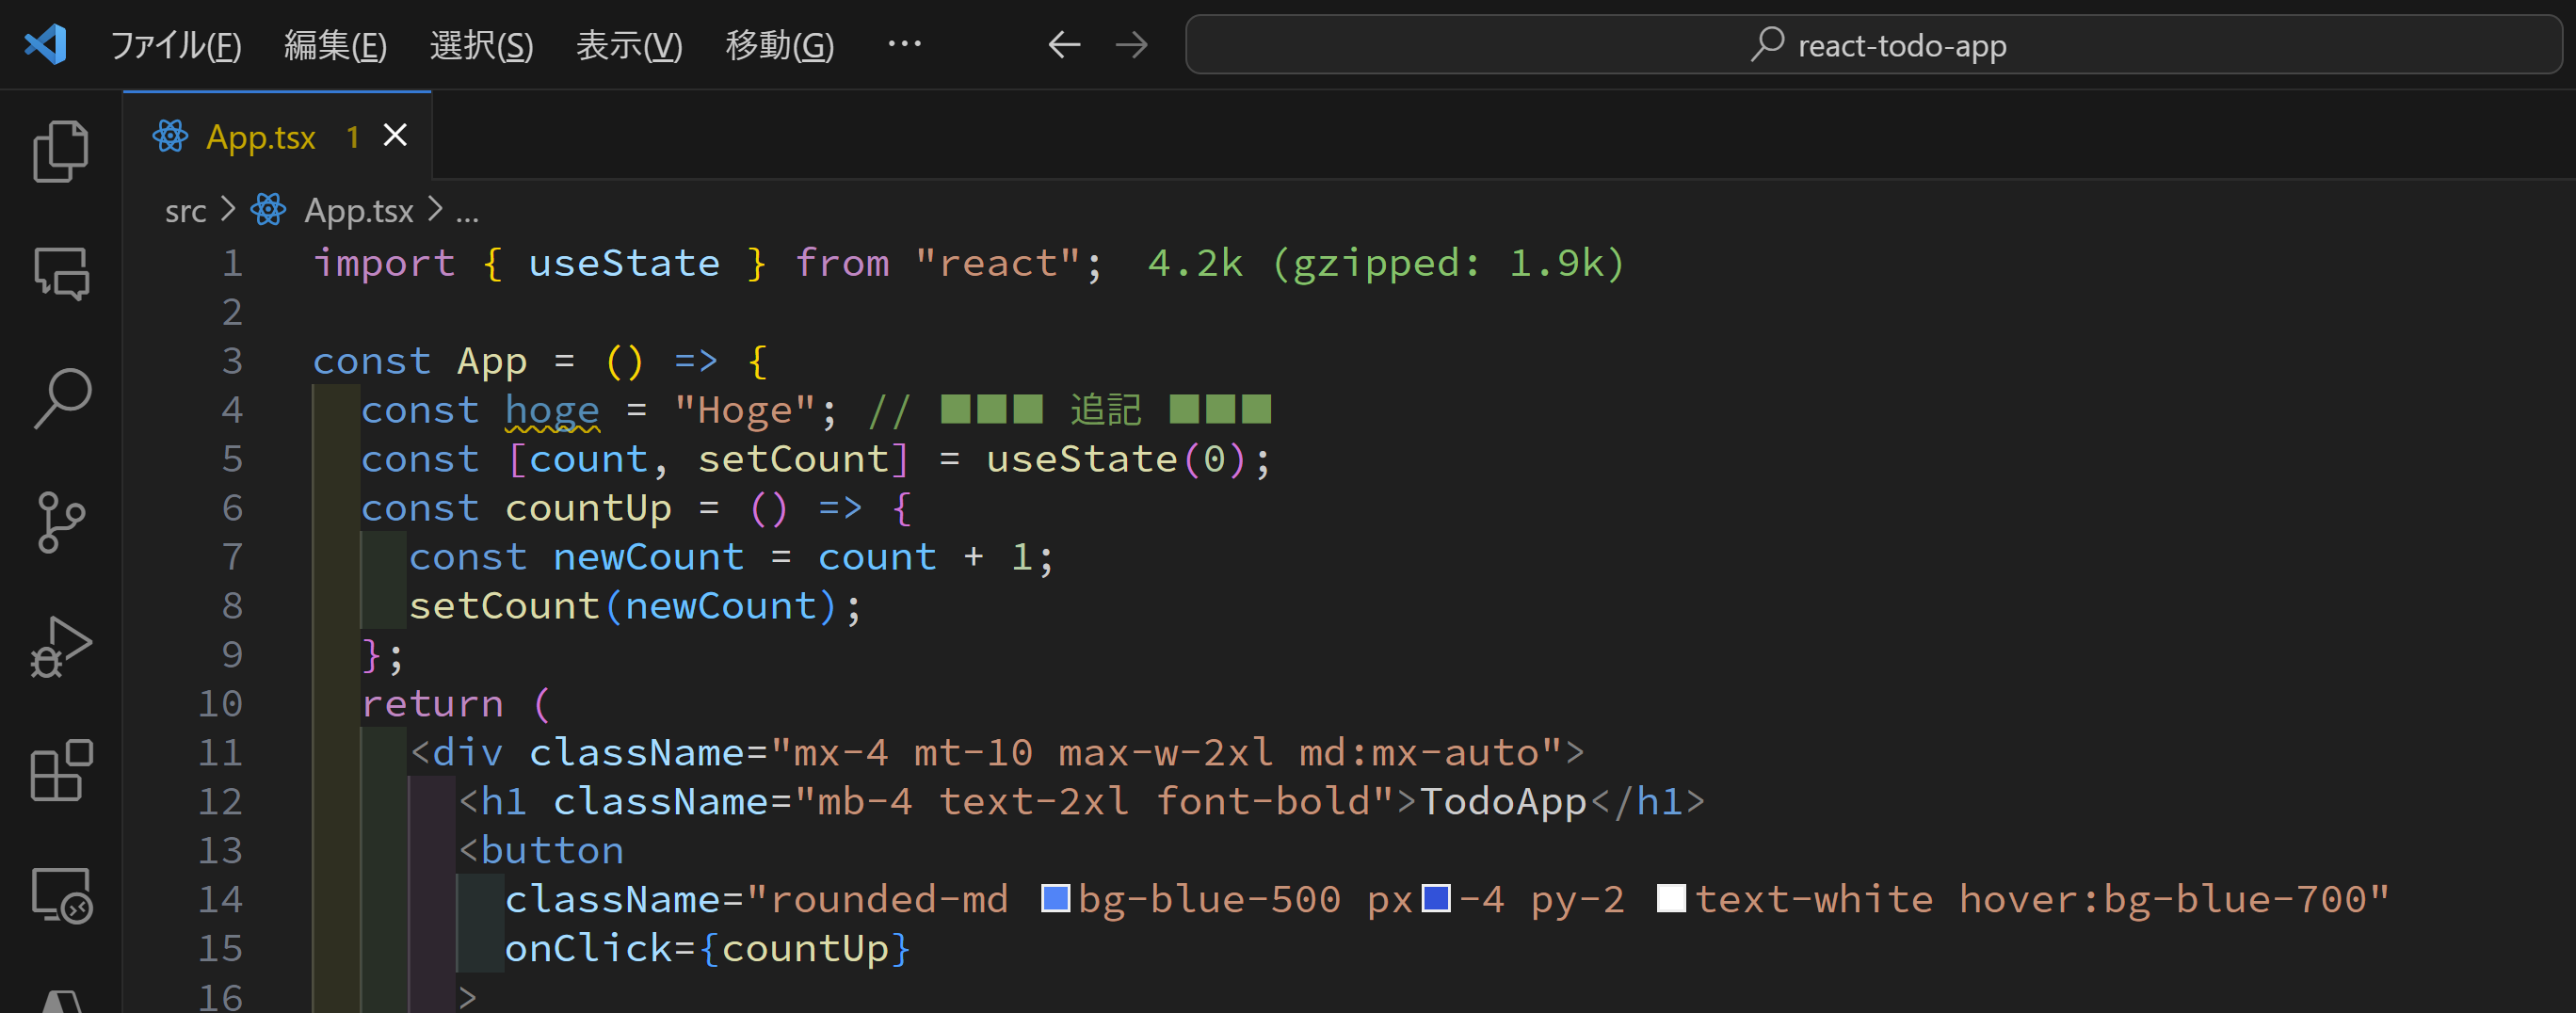 ファイル(F) 編集(E) 選択(S) 表示(V) 移動(G) ··· ← → react-todo-app
App.tsx 1 ×
src > App.tsx > ...
1 import { useState } from "react"; 4.2k (gzipped: 1.9k)
2
3 const App = () => {
4 const hoge = "Hoge"; // ■■■ 追記 ■■■
5 const [count, setCount] = useState(0);
6 const countUp = () => {
7 const newCount = count + 1;
8 setCount(newCount);
9 };
10 return (
11 <div className="mx-4 mt-10 max-w-2xl md:mx-auto">
12 <h1 className="mb-4 text-2xl font-bold">TodoApp</h1>
13 <button
14 className="rounded-md bg-blue-500 px-4 py-2 text-white hover:bg-blue-700"
15 onClick={countUp}
16 >